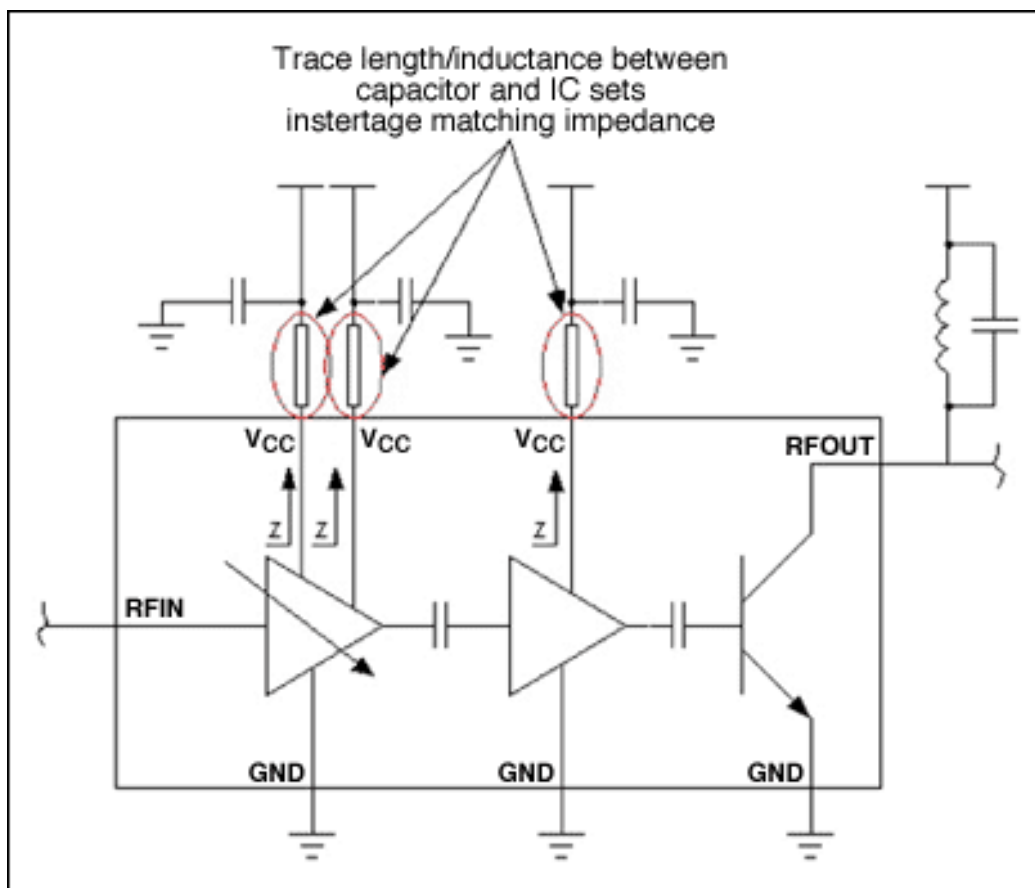 Trace length/inductance between
capacitor and IC sets
instertage matching impedance
VCC VCC VCC
RFOUT
Z Z Z
RFIN
GND GND GND